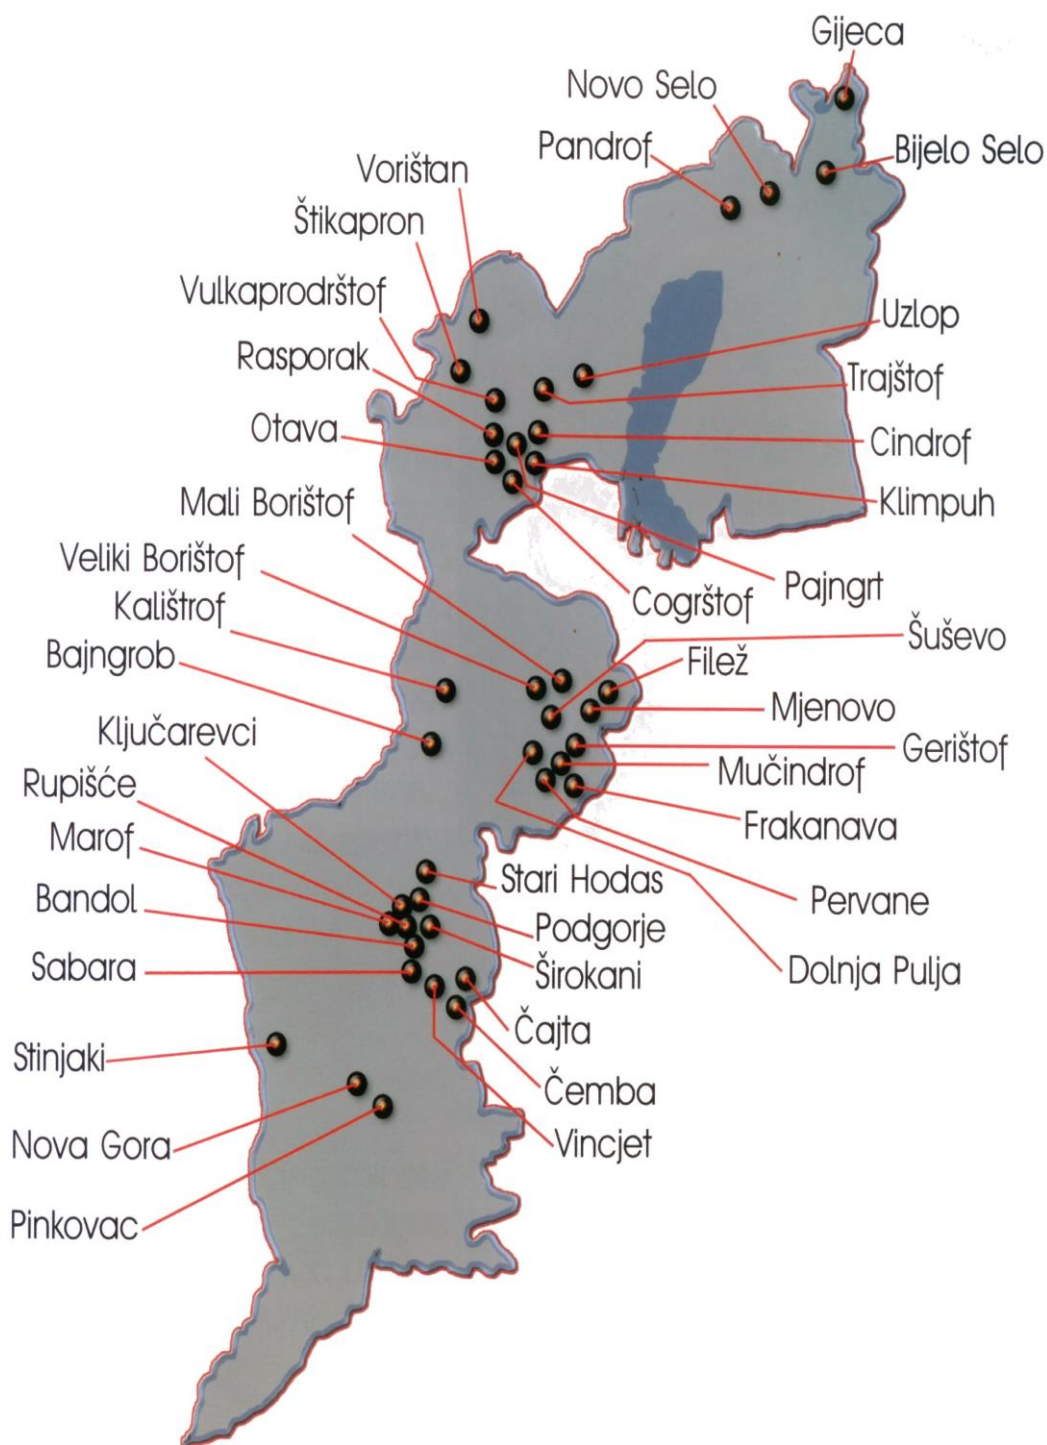 Gijeca
Novo Selo
Pandrof
Bijelo Selo
Vorištan
Štikapron
Vulkaprodrštof
Rasporak
Otava
Uzlop
Trajštof
Cindrof
Klimpuh
Pajngrt
Cogrštof
Mali Borištof
Veliki Borištof
Kalištrof
Bajngrob
Šuševo
Filež
Mjenovo
Gerištof
Mučindrof
Frakanava
Pervane
Dolnja Pulja
Ključarevci
Rupišće
Marof
Bandol
Sabara
Stari Hodas
Podgorje
Širokani
Čajta
Čemba
Vincjet
Stinjaki
Nova Gora
Pinkovac